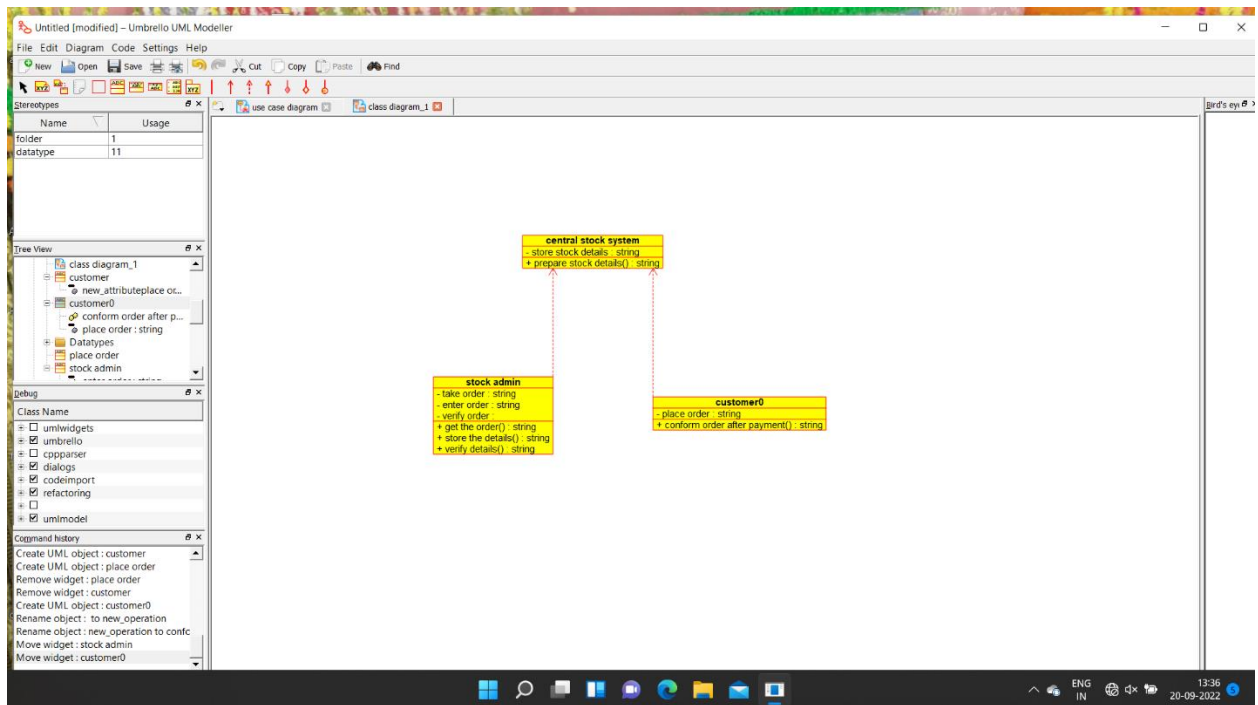 Untitled [modified] – Umbrello UML Modeller
File Edit Diagram Code Settings Help
New Open Save Cut Copy Paste Find
Stereotypes
Name Usage
folder 1
datatype 11
use case diagram class diagram_1
Bird's eye
central stock system
- store stock details : string
+ prepare stock details() : string
Tree View
class diagram_1
customer
new_attributeplace or...
customer0
conform order after p...
place order : string
Datatypes
place order
stock admin
stock admin
- take order : string
- enter order : string
- verify order :
+ get the order() : string
+ store the details() : string
+ verify details() : string
customer0
- place order : string
+ conform order after payment() : string
Debug
Class Name
umlwidgets
umbrello
cppparser
dialogs
codeimport
refactoring
umlmodel
Command history
Create UML object : customer
Create UML object : place order
Remove widget : place order
Remove widget : customer
Create UML object : customer0
Rename object : to new_operation
Rename object : new_operation to confc
Move widget : stock admin
Move widget : customer0
ENG
IN
13:36
20-09-2022